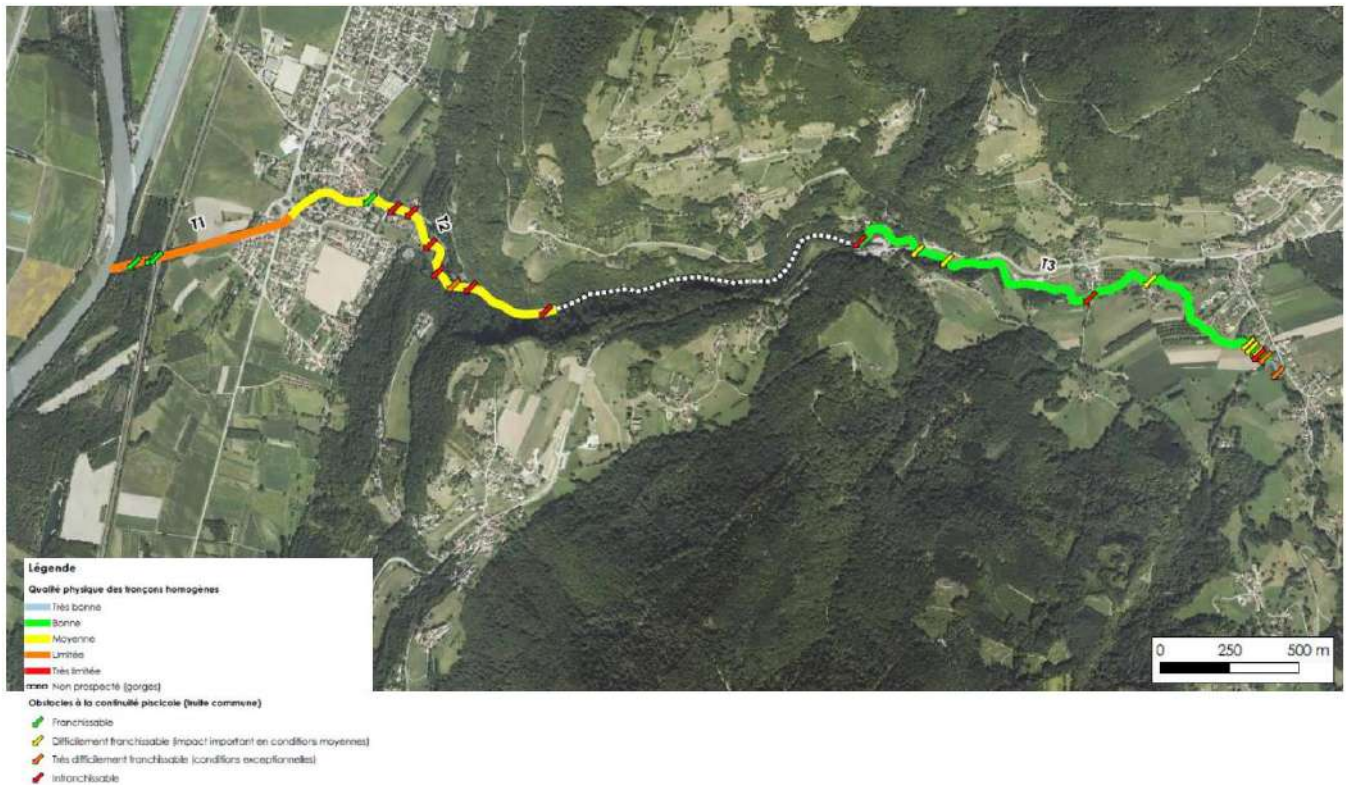 T1
T2
T3
0 250 500 m
Légende
Qualité physique des tronçons homogènes
Très bonne
Bonne
Moyenne
Limitée
Très limitée
Non prospecté (gorges)
Obstacles à la continuité piscicole (truite commune)
Franchissable
Difficilement franchissable (impact important en conditions moyennes)
Très difficilement franchissable (conditions exceptionnelles)
Infranchissable